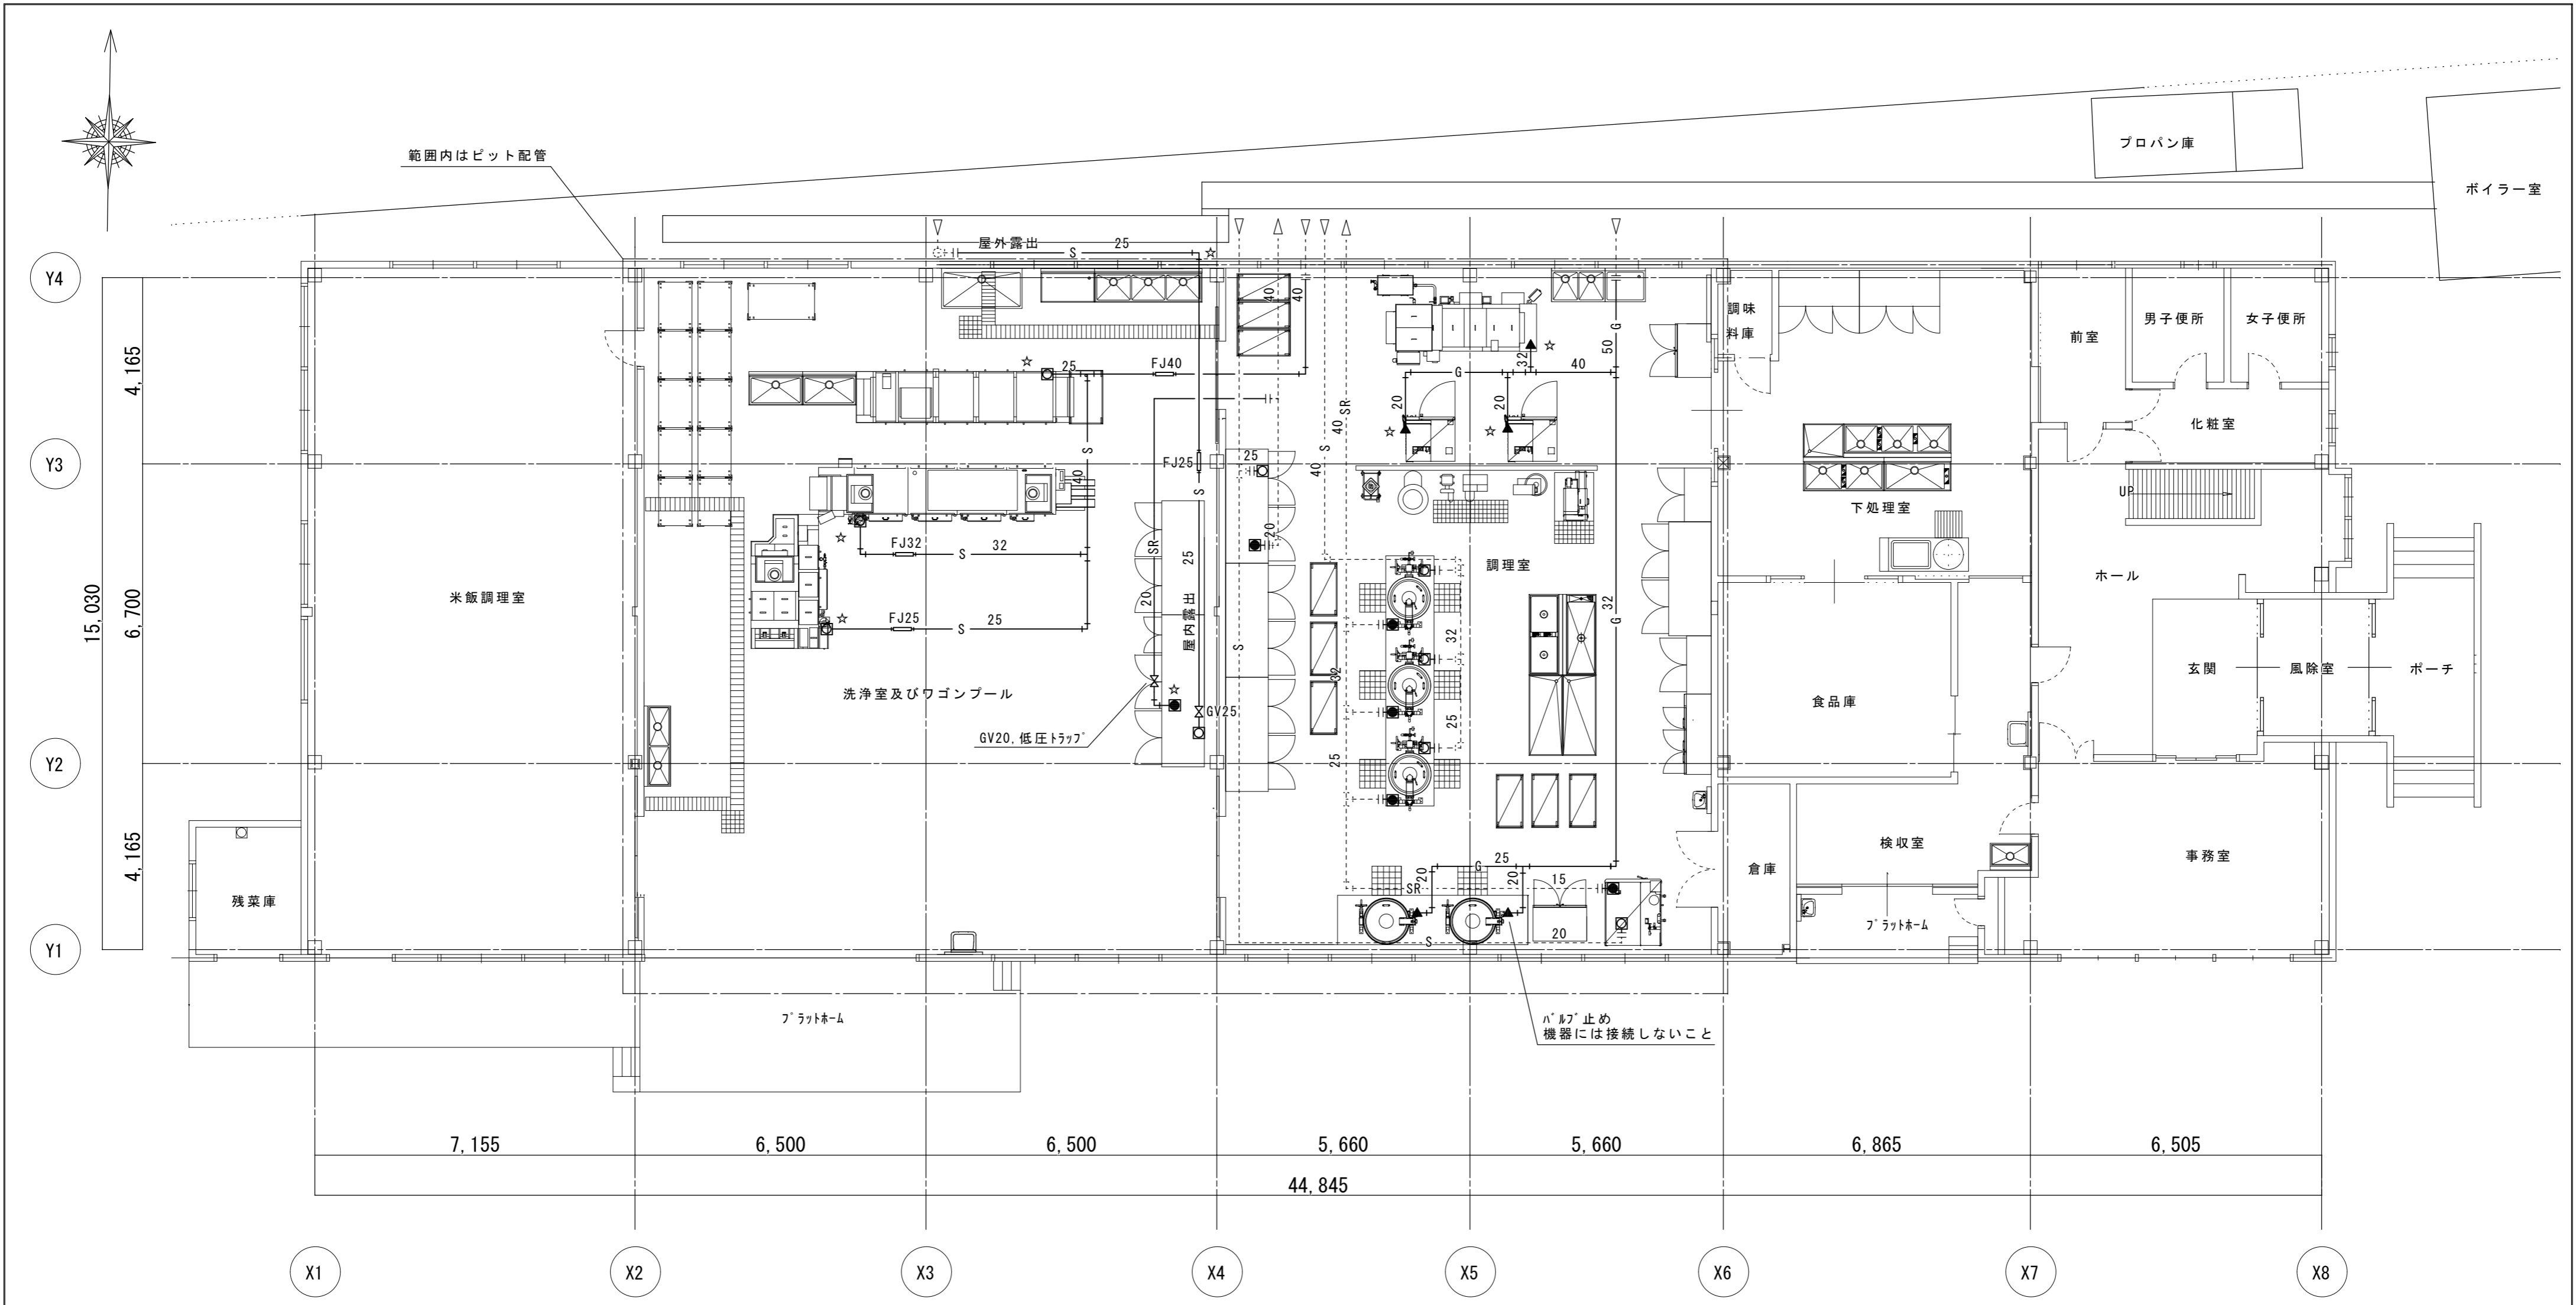 プロパン庫
ボイラー室
範囲内はピット配管
屋外露出
25
S
Y4
Y3
Y2
Y1
4,165
6,700
4,165
15,030
40
40
G
50
調味
料庫
前室
男子便所
女子便所
化粧室
25
FJ40
S
40
FJ25
S
25
屋内露出
GV25
SR
20
GV20,低圧トラップ
FJ32
S
32
FJ25
S
25
25
20
S
40
S
40
SR
32
G
40
20
20
32
G
32
25
32
25
調理室
下処理室
UP
ホール
米飯調理室
洗浄室及びワゴンプール
食品庫
玄関
風除室
ポーチ
残菜庫
倉庫
検収室
事務室
プラットホーム
G
25
20
20
SR
15
20
S
プラットホーム
バルブ止め
機器には接続しないこと
7,155
6,500
6,500
5,660
5,660
6,865
6,505
44,845
X1
X2
X3
X4
X5
X6
X7
X8